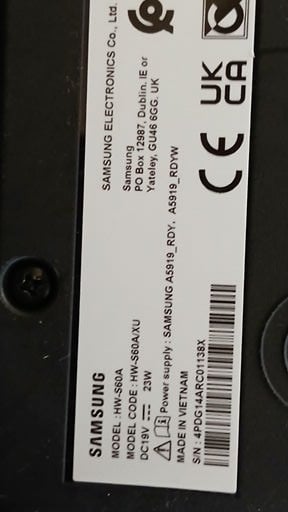 SAMSUNG
MODEL : HW-S60A
MODEL CODE : HW-S60A/XU
DC19V ⎓ 23W
Power supply : SAMSUNG A5919_RDY, A5919_RDYW
MADE IN VIETNAM
S/N : 4PDG14ARC01138X
SAMSUNG ELECTRONICS Co., Ltd.
Samsung
PO Box 12987, Dublin. IE or
Yateley, GU46 6GG. UK
UK
CA
CE